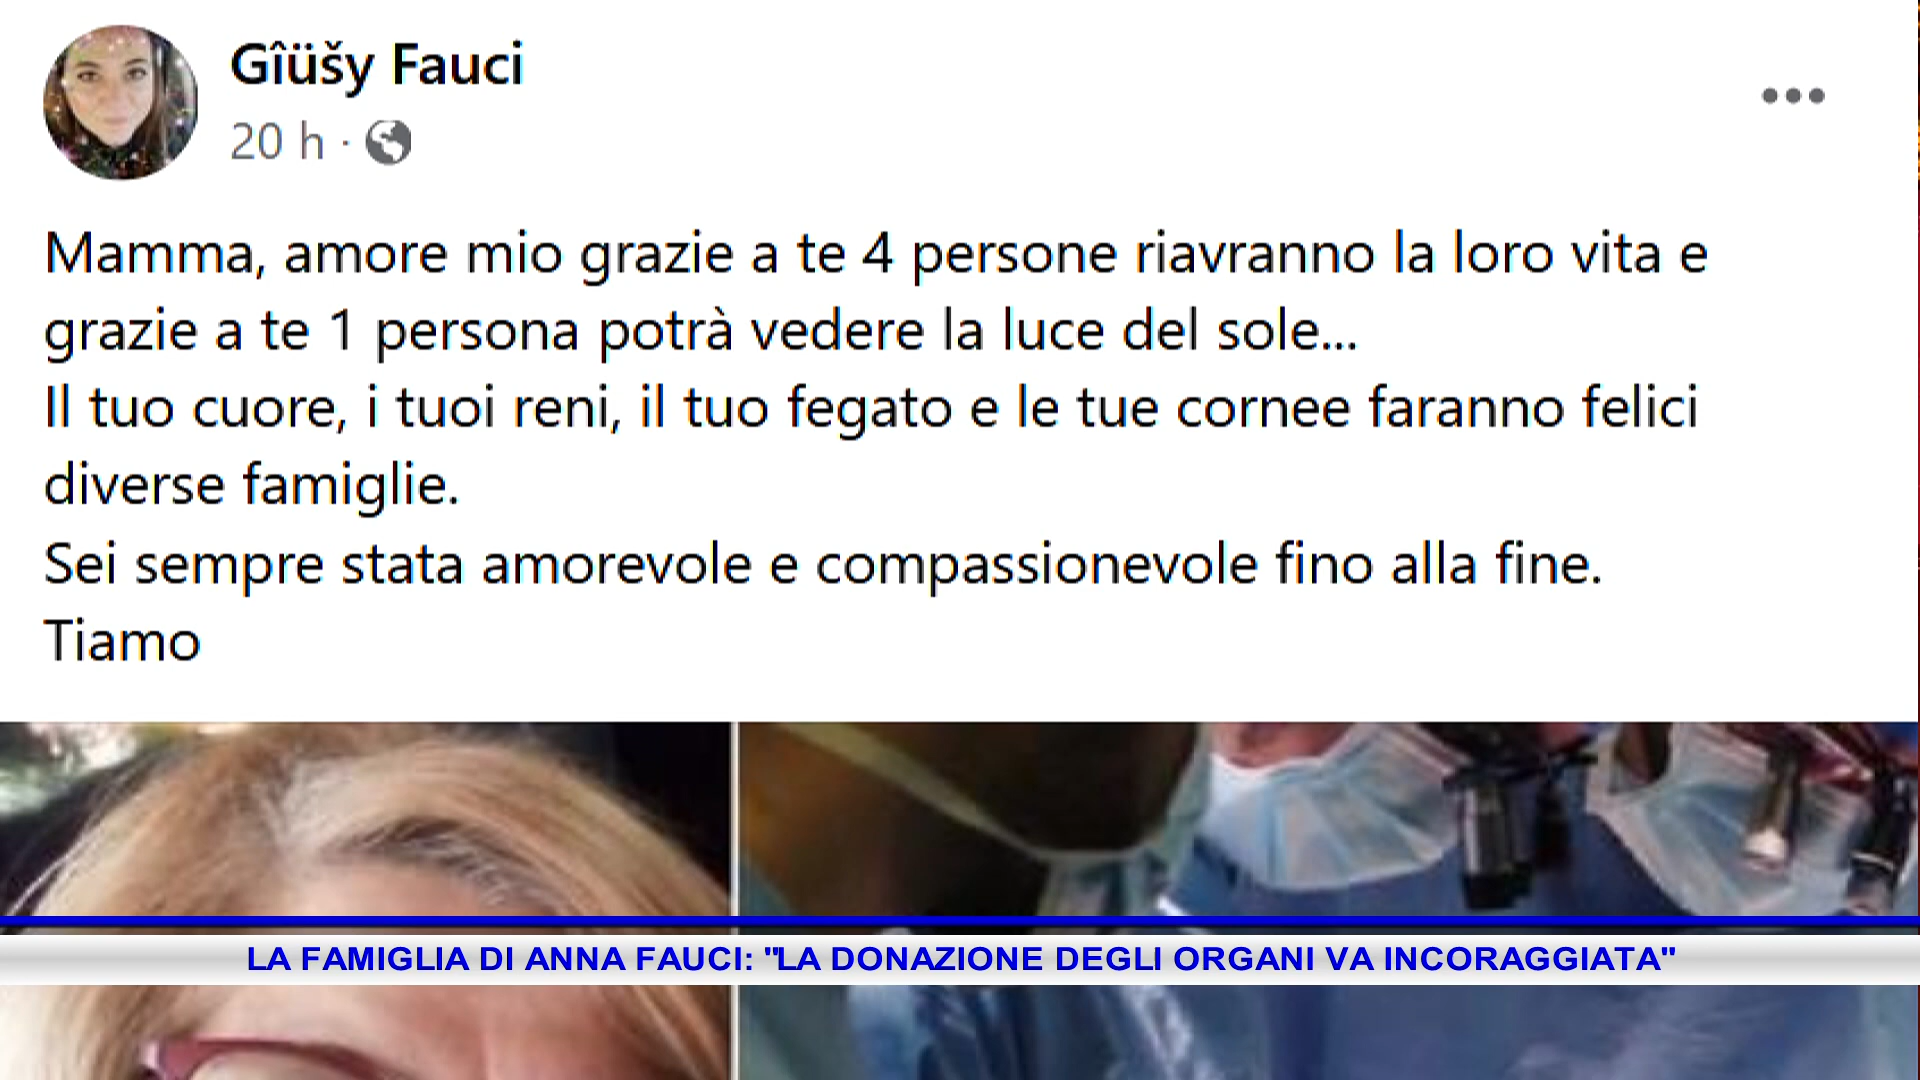 Gîüšy Fauci
20 h ·
Mamma, amore mio grazie a te 4 persone riavranno la loro vita e
grazie a te 1 persona potrà vedere la luce del sole...
Il tuo cuore, i tuoi reni, il tuo fegato e le tue cornee faranno felici
diverse famiglie.
Sei sempre stata amorevole e compassionevole fino alla fine.
Tiamo
LA FAMIGLIA DI ANNA FAUCI: "LA DONAZIONE DEGLI ORGANI VA INCORAGGIATA"